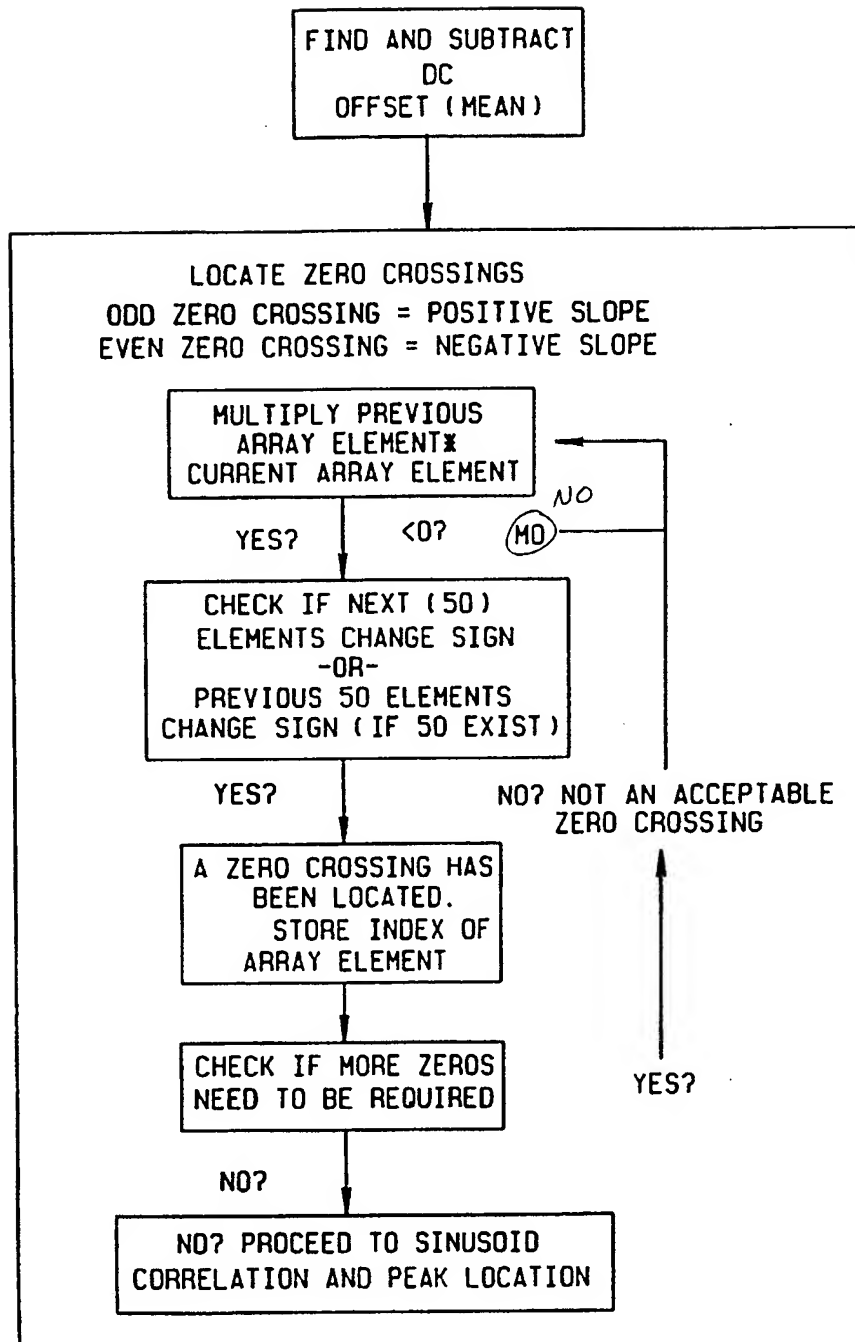 FIND AND SUBTRACT
DC
OFFSET (MEAN)
LOCATE ZERO CROSSINGS
ODD ZERO CROSSING = POSITIVE SLOPE
EVEN ZERO CROSSING = NEGATIVE SLOPE
MULTIPLY PREVIOUS
ARRAY ELEMENT*
CURRENT ARRAY ELEMENT
NO
YES?
<0?
MO
CHECK IF NEXT (50)
ELEMENTS CHANGE SIGN
-OR-
PREVIOUS 50 ELEMENTS
CHANGE SIGN (IF 50 EXIST)
YES?
NO? NOT AN ACCEPTABLE
ZERO CROSSING
A ZERO CROSSING HAS
BEEN LOCATED.
STORE INDEX OF
ARRAY ELEMENT
CHECK IF MORE ZEROS
NEED TO BE REQUIRED
YES?
NO?
NO? PROCEED TO SINUSOID
CORRELATION AND PEAK LOCATION